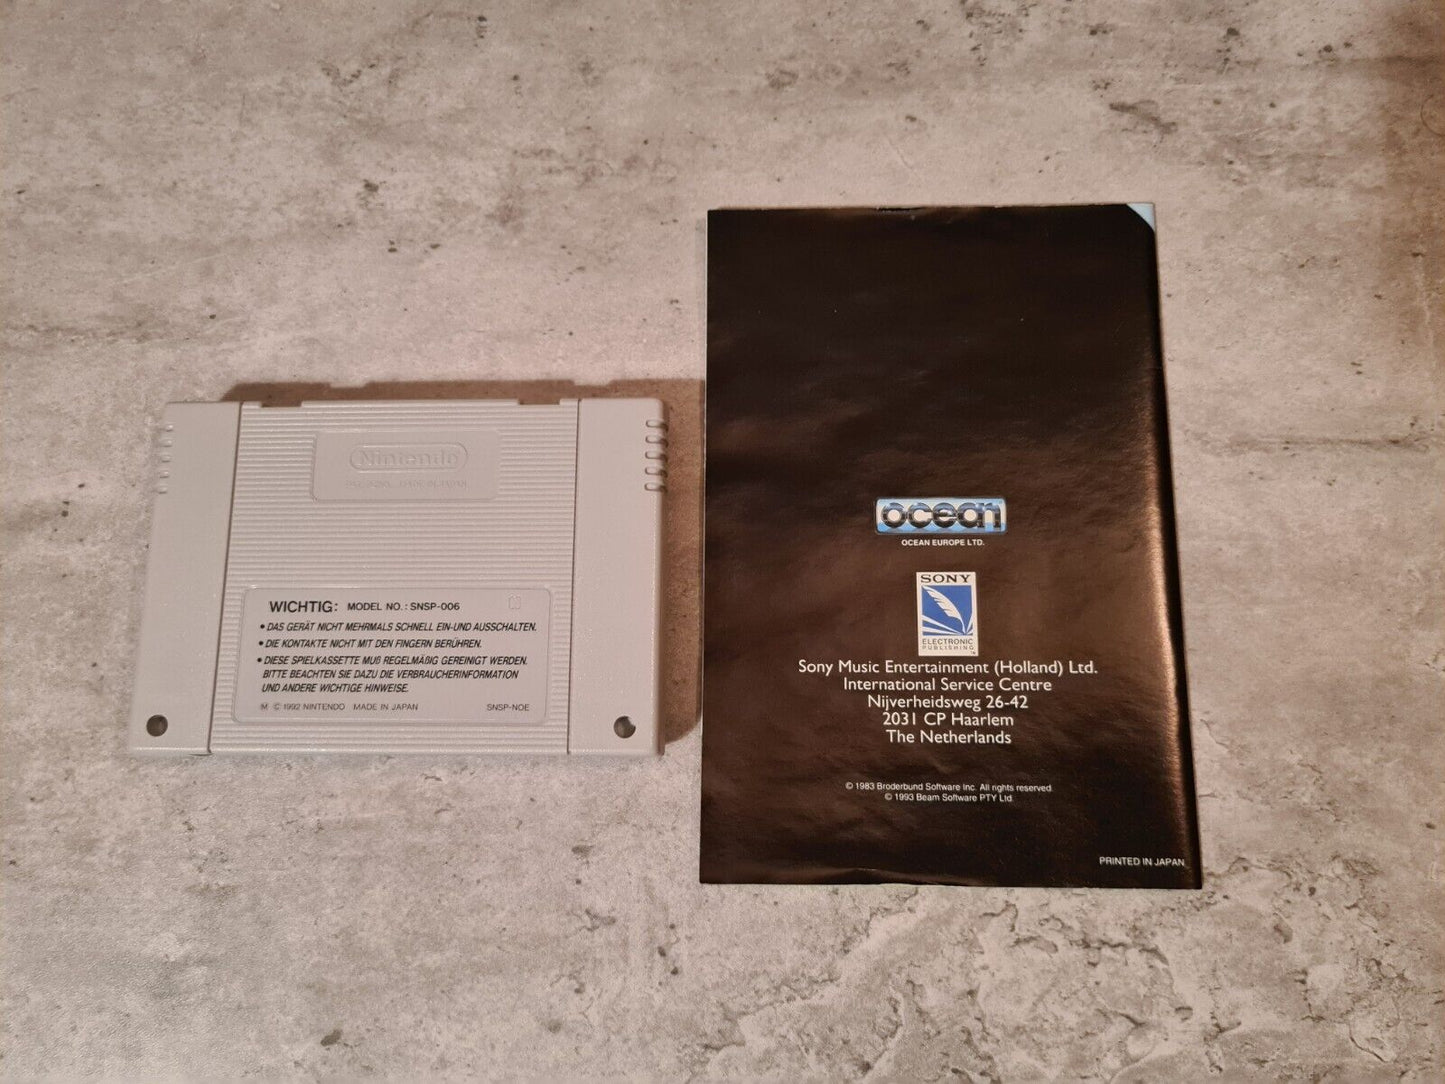 Nintendo
MADE IN JAPAN
WICHTIG: MODEL NO.: SNSP-006
• DAS GERÄT NICHT MEHRMALS SCHNELL EIN-UND AUSSCHALTEN.
• DIE KONTAKTE NICHT MIT DEN FINGERN BERÜHREN.
• DIESE SPIELKASSETTE MUß REGELMÄßIG GEREINIGT WERDEN.
BITTE BEACHTEN SIE DAZU DIE VERBRAUCHERINFORMATION
UND ANDERE WICHTIGE HINWEISE.
Ⓜ © 1992 NINTENDO MADE IN JAPAN SNSP-NOE
ocean
OCEAN EUROPE LTD.
SONY
ELECTRONIC
PUBLISHING
™
Sony Music Entertainment (Holland) Ltd.
International Service Centre
Nijverheidsweg 26-42
2031 CP Haarlem
The Netherlands
© 1983 Broderbund Software Inc. All rights reserved.
© 1993 Beam Software PTY Ltd.
PRINTED IN JAPAN